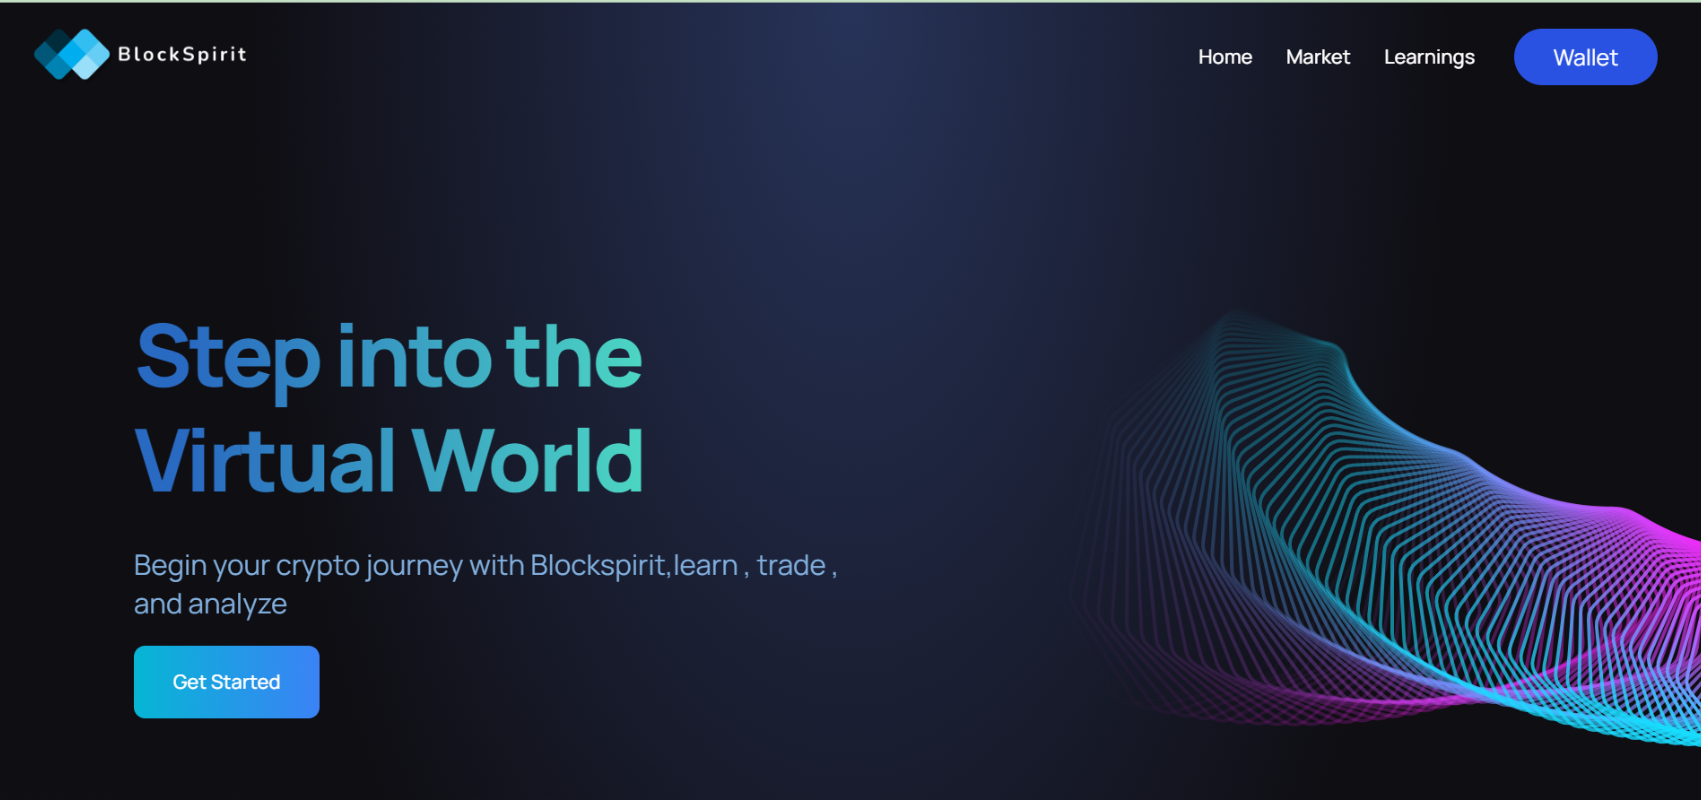 BlockSpirit
Home Market Learnings Wallet
Step into the
Virtual World
Begin your crypto journey with Blockspirit,learn , trade ,
and analyze
Get Started